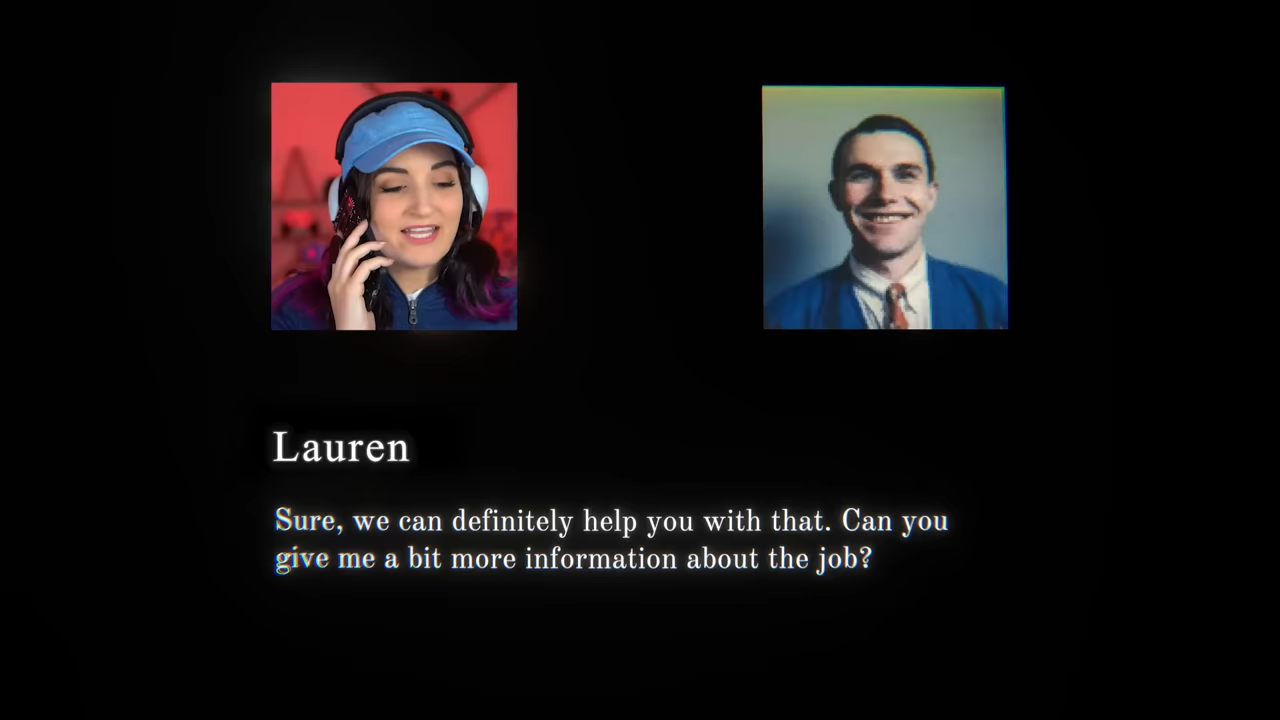 Lauren
Sure, we can definitely help you with that. Can you
give me a bit more information about the job?